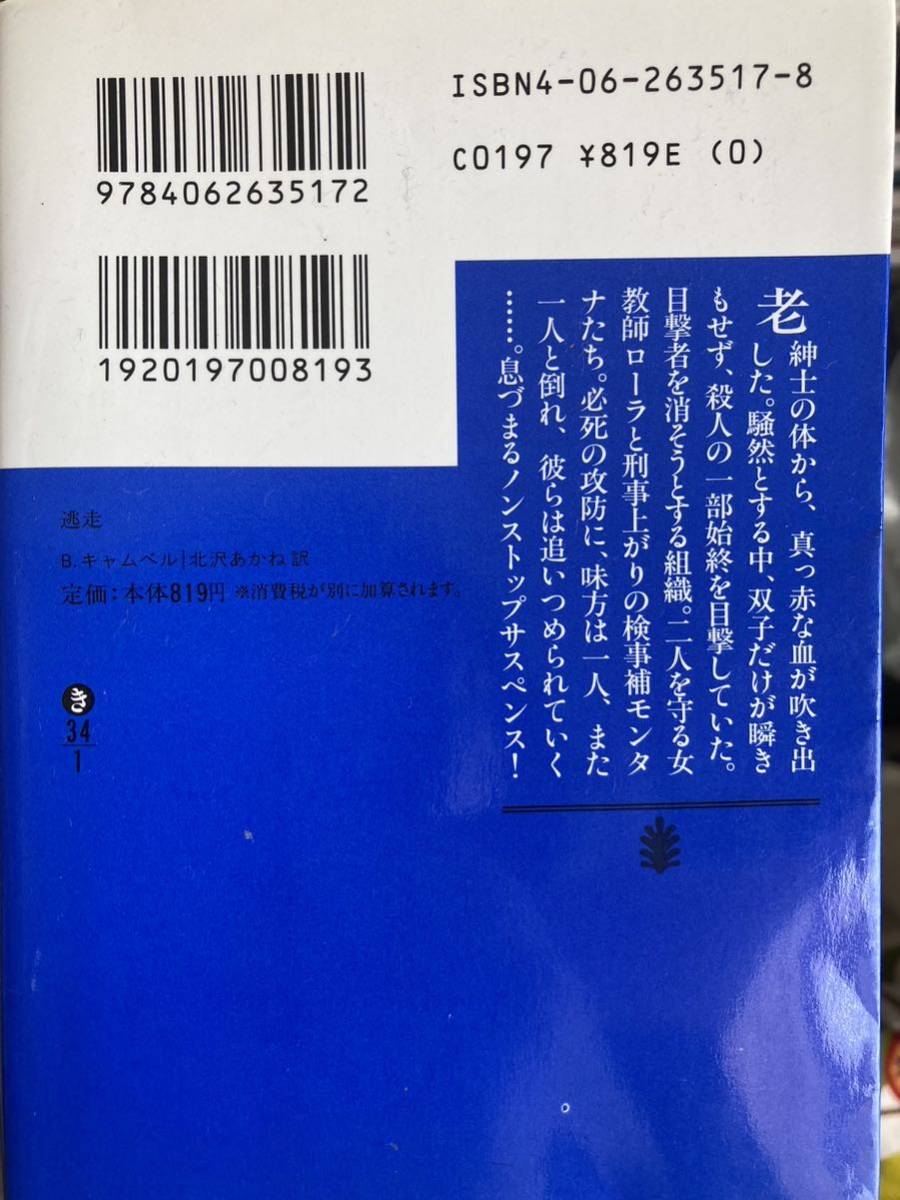 ISBN4-06-263517-8
C0197 ¥819E (0)
9784062635172
1920197008193
老紳士の体から、真っ赤な血が吹き出
した。騒然とする中、双子だけが瞬き
もせず、殺人の一部始終を目撃していた。
目撃者を消そうとする組織。二人を守る女
教師ローラと刑事上がりの検事補モンタ
ナたち。必死の攻防に、味方は一人、また
一人と倒れ、彼らは追いつめられていく
……。息づまるノンストップサスペンス!
逃走
B.キャムベル|北沢あかね 訳
定価:本体819円 ※消費税が別に加算されます。
き
34
1